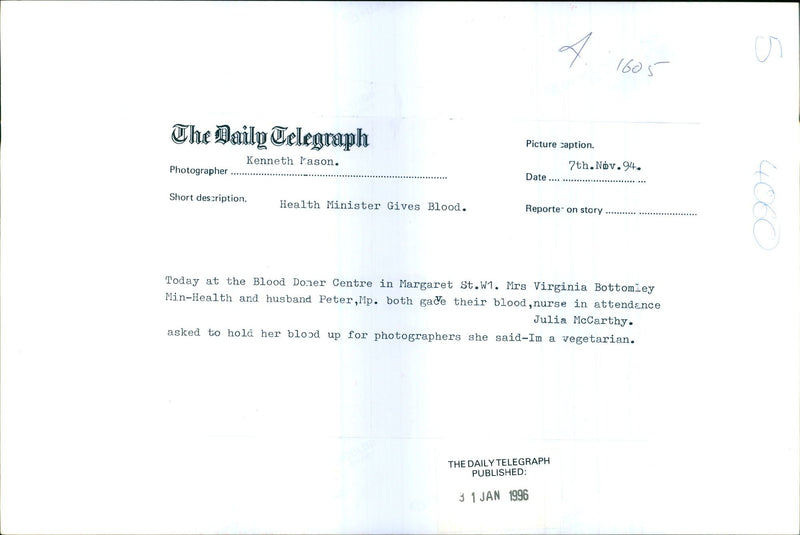 1605
5
The Daily Telegraph
Picture caption.
Kenneth Mason.
Photographer
7th.Nov.94.
Date
Short description.
Health Minister Gives Blood.
Reporter on story
4060
Today at the Blood Doner Centre in Margaret St.W1. Mrs Virginia Bottomley
Min-Health and husband Peter,Mp. both gave their blood,nurse in attendance
Julia McCarthy.
asked to hold her blood up for photographers she said-Im a vegetarian.
THE DAILY TELEGRAPH
PUBLISHED:
31 JAN 1996